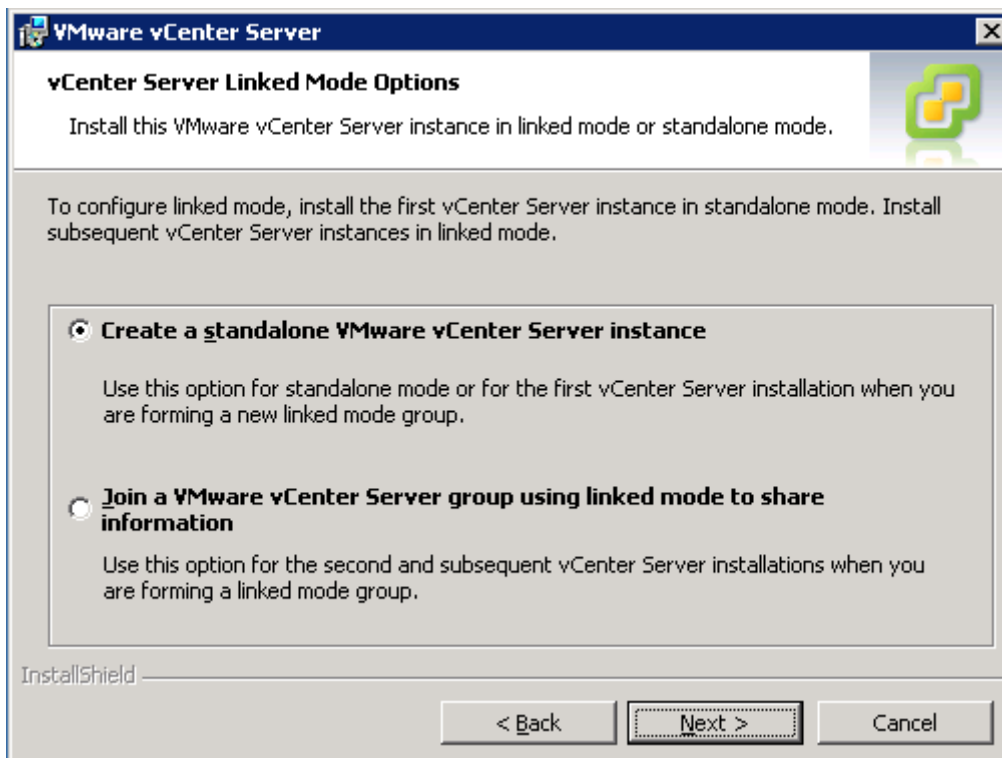 VMware vCenter Server
vCenter Server Linked Mode Options
Install this VMware vCenter Server instance in linked mode or standalone mode.
To configure linked mode, install the first vCenter Server instance in standalone mode. Install
subsequent vCenter Server instances in linked mode.
Create a standalone VMware vCenter Server instance
Use this option for standalone mode or for the first vCenter Server installation when you
are forming a new linked mode group.
Join a VMware vCenter Server group using linked mode to share
information
Use this option for the second and subsequent vCenter Server installations when you
are forming a linked mode group.
InstallShield
< Back Next > Cancel